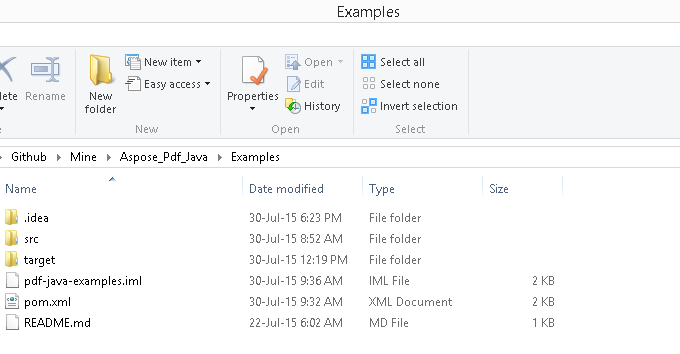 Examples
lete
Rename
New folder
New item
Easy access
New
Properties
Open
Edit
History
Open
Select all
Select none
Invert selection
Select
Github Mine Aspose_Pdf_Java Examples
Name Date modified Type Size
.idea 30-Jul-15 6:23 PM File folder
src 30-Jul-15 8:52 AM File folder
target 30-Jul-15 12:19 PM File folder
pdf-java-examples.iml 30-Jul-15 9:36 AM IML File 2 KB
pom.xml 30-Jul-15 9:32 AM XML Document 2 KB
README.md 22-Jul-15 6:02 AM MD File 1 KB